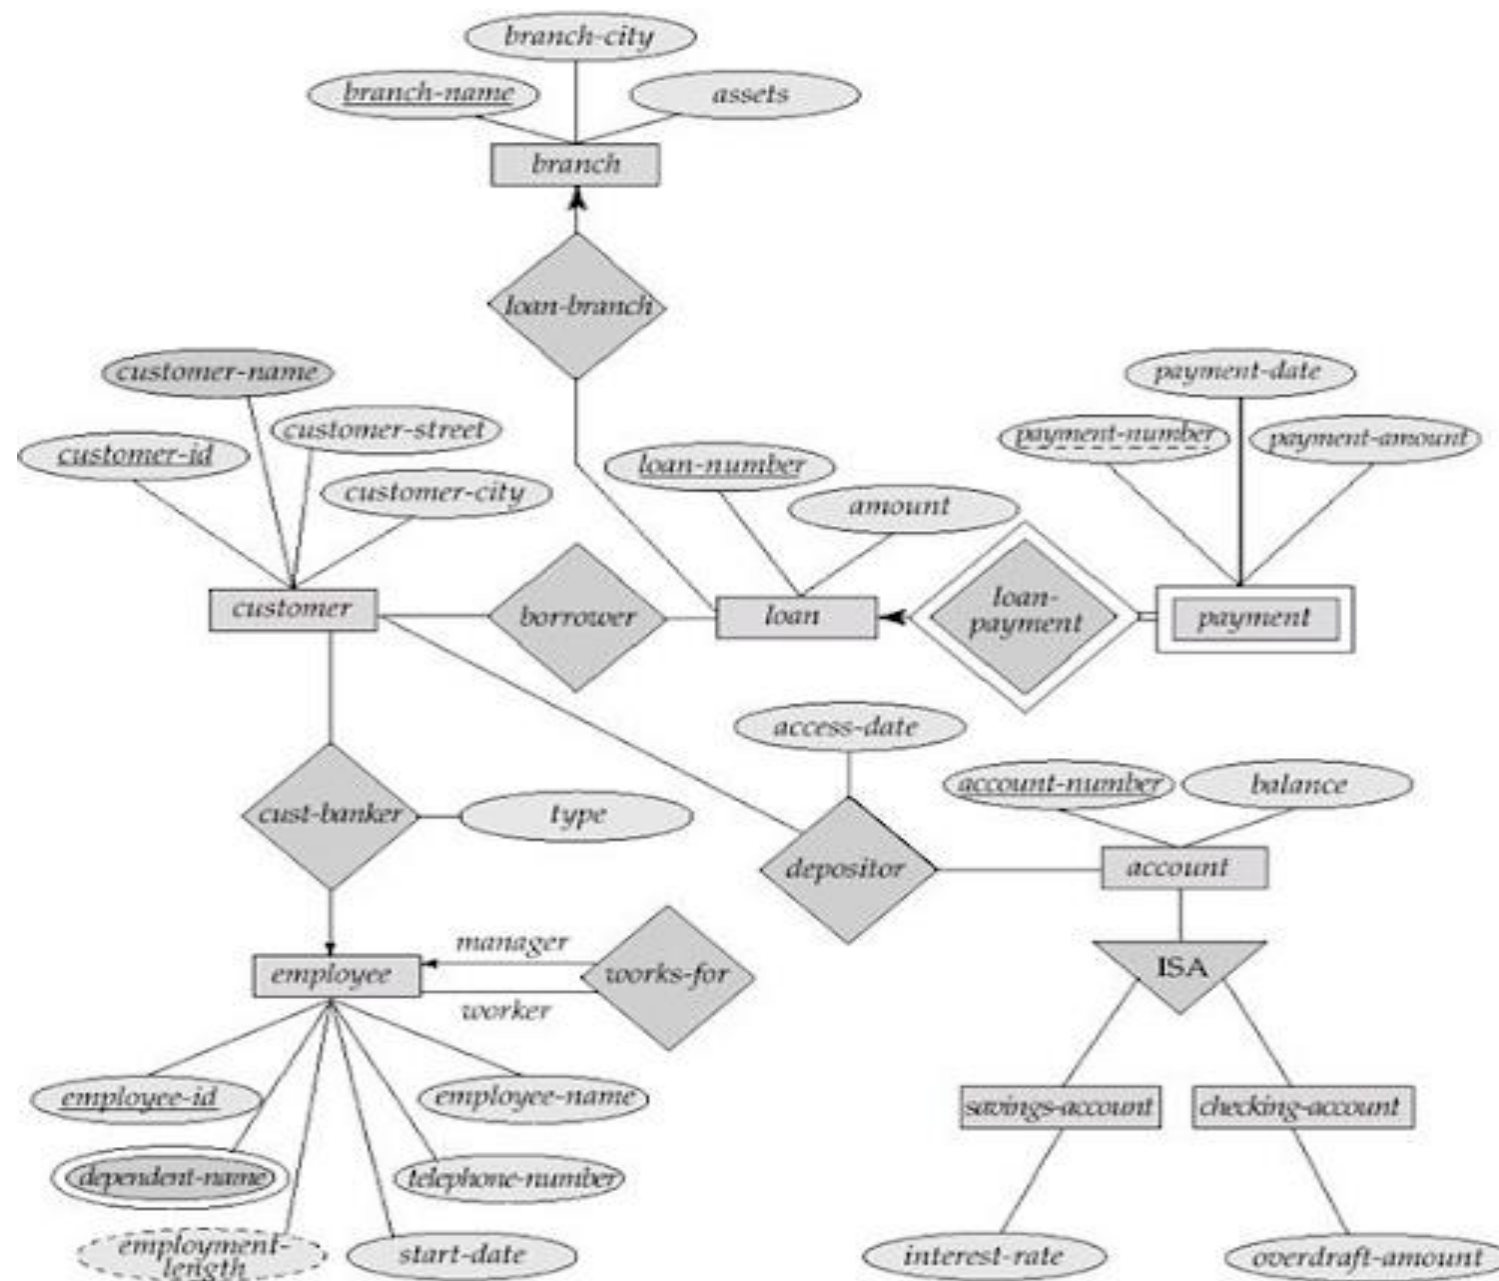 branch-city
branch-name
assets
branch
loan-branch
customer-name
customer-street
customer-id
customer-city
payment-date
payment-number
payment-amount
loan-number
amount
customer
borrower
loan
loan-
payment
payment
access-date
cust-banker
type
account-number
balance
depositor
account
manager
employee
works-for
worker
ISA
employee-id
employee-name
savings-account
checking-account
dependent-name
telephone-number
employment-
length
start-date
interest-rate
overdraft-amount